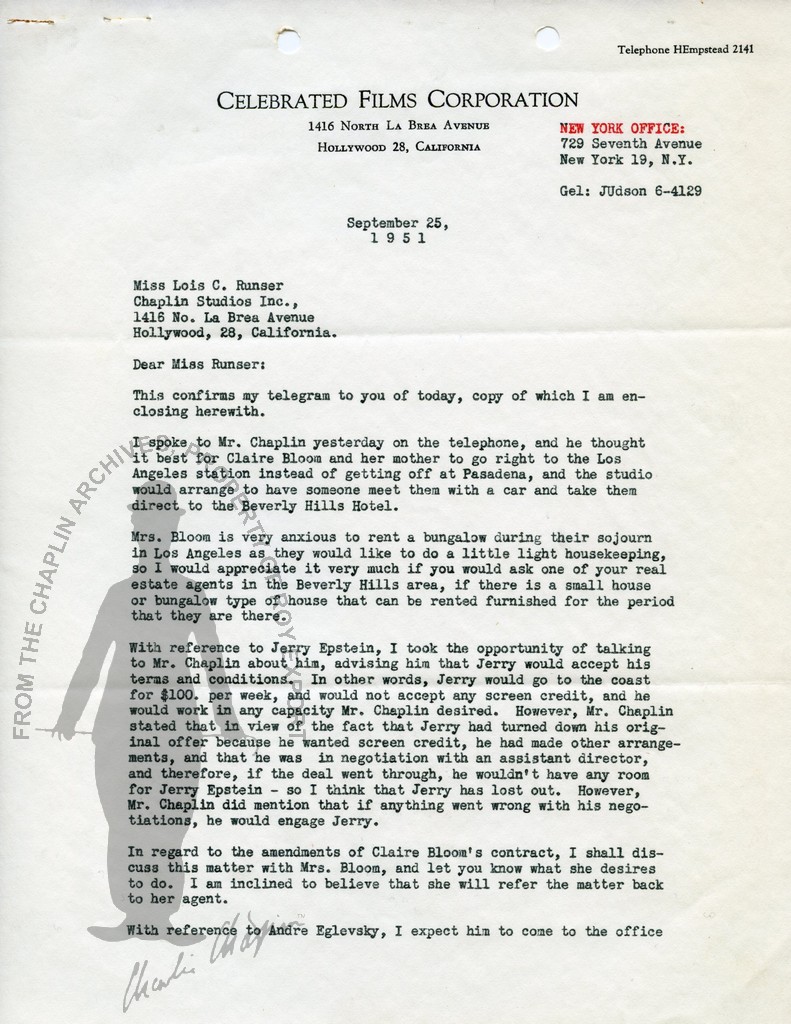 Telephone HEmpstead 2141
CELEBRATED FILMS CORPORATION
1416 NORTH LA BREA AVENUE
HOLLYWOOD 28, CALIFORNIA
NEW YORK OFFICE:
729 Seventh Avenue
New York 19, N.Y.
Gel: JUdson 6-4129
September 25,
1 9 5 1
Miss Lois C. Runser
Chaplin Studios Inc.,
1416 No. La Brea Avenue
Hollywood, 28, California.
Dear Miss Runser:
This confirms my telegram to you of today, copy of which I am en-
closing herewith.
I spoke to Mr. Chaplin yesterday on the telephone, and he thought
it best for Claire Bloom and her mother to go right to the Los
Angeles station instead of getting off at Pasadena, and the studio
would arrange to have someone meet them with a car and take them
direct to the Beverly Hills Hotel.
Mrs. Bloom is very anxious to rent a bungalow during their sojourn
in Los Angeles as they would like to do a little light housekeeping,
so I would appreciate it very much if you would ask one of your real
estate agents in the Beverly Hills area, if there is a small house
or bungalow type of house that can be rented furnished for the period
that they are there.
With reference to Jerry Epstein, I took the opportunity of talking
to Mr. Chaplin about him, advising him that Jerry would accept his
terms and conditions. In other words, Jerry would go to the coast
for $100. per week, and would not accept any screen credit, and he
would work in any capacity Mr. Chaplin desired. However, Mr. Chaplin
stated that in view of the fact that Jerry had turned down his orig-
inal offer because he wanted screen credit, he had made other arrange-
ments, and that he was in negotiation with an assistant director,
and therefore, if the deal went through, he wouldn't have any room
for Jerry Epstein - so I think that Jerry has lost out. However,
Mr. Chaplin did mention that if anything went wrong with his nego-
tiations, he would engage Jerry.
In regard to the amendments of Claire Bloom's contract, I shall dis-
cuss this matter with Mrs. Bloom, and let you know what she desires
to do. I am inclined to believe that she will refer the matter back
to her agent.
With reference to Andre Eglevsky, I expect him to come to the office
FROM THE CHAPLIN ARCHIVES, PROPERTY OF ROY EXPORT
Charlie Chaplin